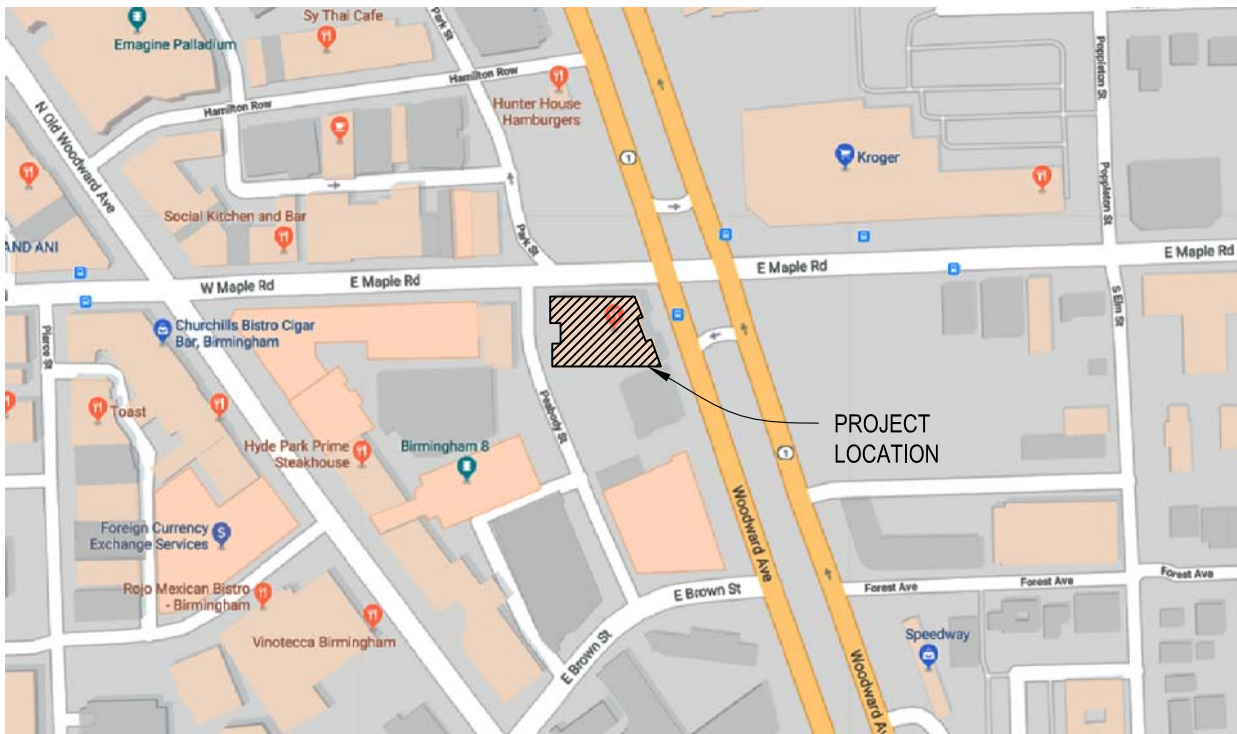 Sy Thai Cafe
Emagine Palladium
Park St
Poppleton St
Hamilton Row
Hamilton Row
Hunter House
Hamburgers
N Old Woodward Ave
1
Kroger
Poppleton St
Social Kitchen and Bar
Park St
AND ANI
E Maple Rd
E Maple Rd
W Maple Rd
E Maple Rd
S Elm St
Pierce St
Churchills Bistro Cigar
Bar, Birmingham
Toast
Peabody St
PROJECT
LOCATION
Hyde Park Prime
Steakhouse
Birmingham 8
1
Woodward Ave
Foreign Currency
Exchange Services
S
Rojo Mexican Bistro
- Birmingham
E Brown St
Forest Ave
Forest Ave
Forest Ave
Vinotecca Birmingham
E Brown St
Speedway
Woodward Av